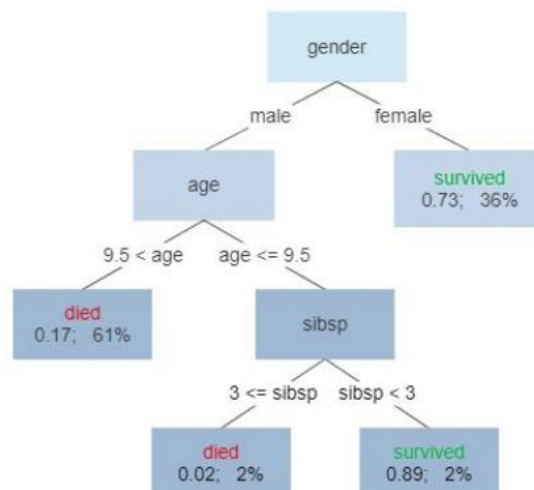 gender
male
female
age
survived
0.73; 36%
9.5 < age
age <= 9.5
died
0.17; 61%
sibsp
3 <= sibsp
sibsp < 3
died
0.02; 2%
survived
0.89; 2%